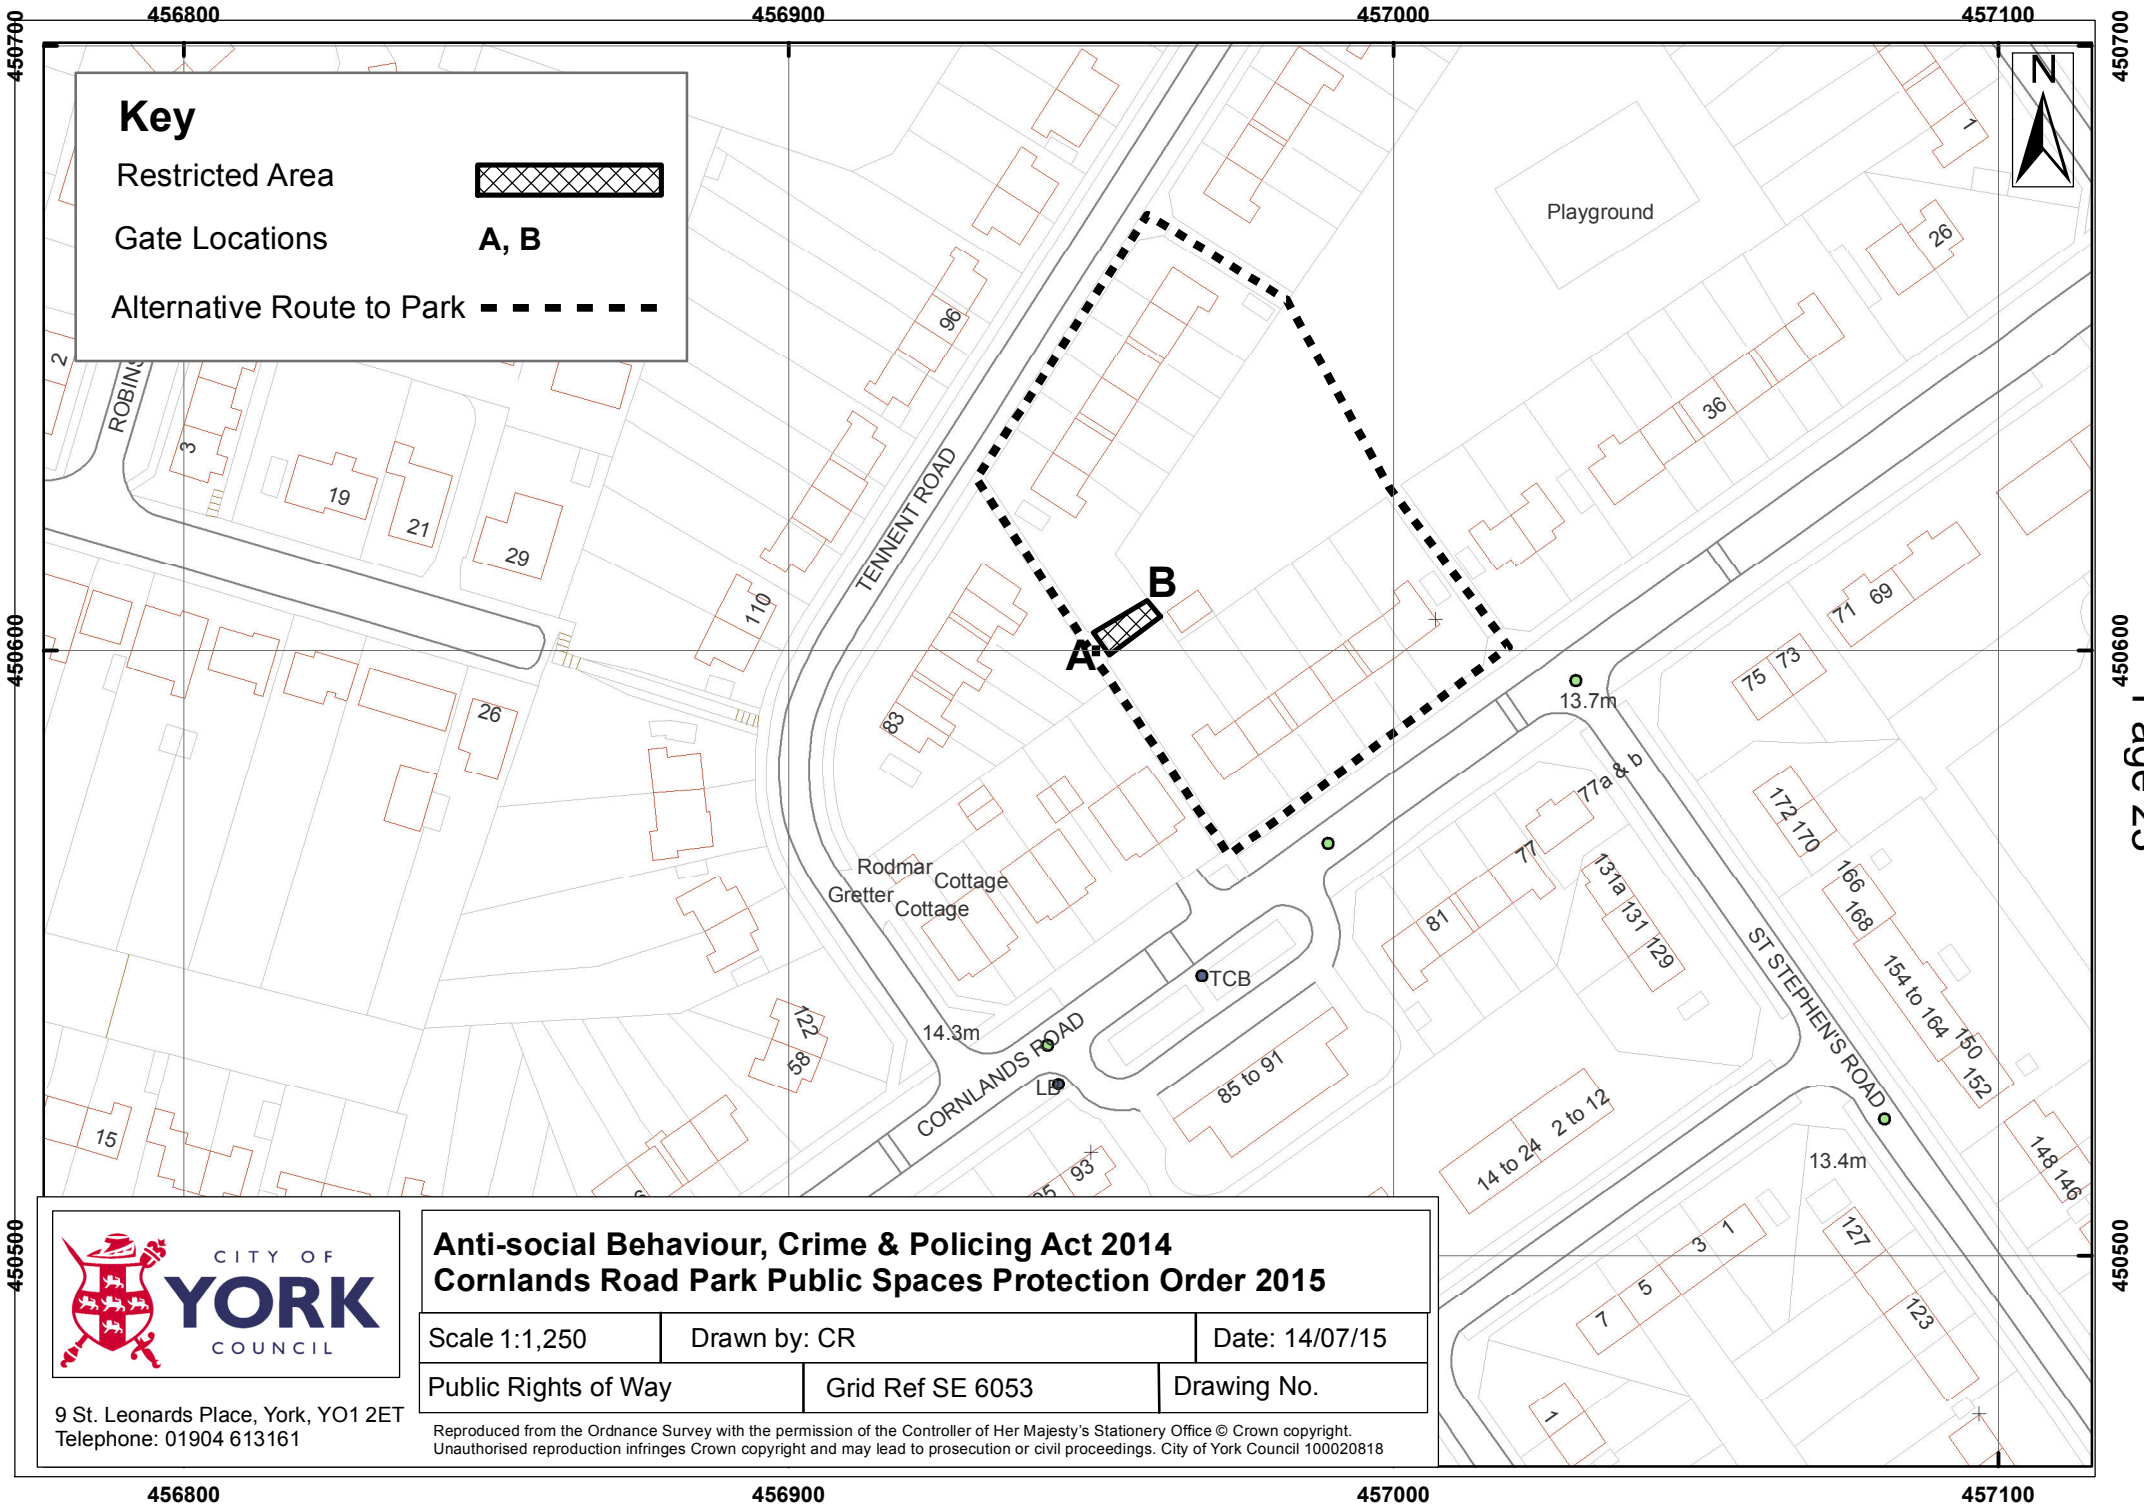 456800
456900
457000
457100
450700
450700
Key
Restricted Area
Gate Locations A, B
Alternative Route to Park
N
Playground
1
26
96
36
2
ROBINS
3
19
21
29
TENNENT ROAD
110
B
A
71 69
75 73
450600
450600
26
83
13.7m
77a & b
172 170
Rodmar Cottage
Gretter Cottage
77
81
131a 131 129
166
168
154 to 164
150
152
ST STEPHEN'S ROAD
TCB
122
58
14.3m
CORNLANDS ROAD
LB
85 to 91
2 to 12
14 to 24
15
93
95
13.4m
148 146
127
123
1
3
5
7
1
Page 25
450500
450500
CITY OF
YORK
COUNCIL
9 St. Leonards Place, York, YO1 2ET
Telephone: 01904 613161
Anti-social Behaviour, Crime & Policing Act 2014
Cornlands Road Park Public Spaces Protection Order 2015
Scale 1:1,250
Drawn by: CR
Date: 14/07/15
Public Rights of Way
Grid Ref SE 6053
Drawing No.
Reproduced from the Ordnance Survey with the permission of the Controller of Her Majesty's Stationery Office © Crown copyright.
Unauthorised reproduction infringes Crown copyright and may lead to prosecution or civil proceedings. City of York Council 100020818
456800
456900
457000
457100